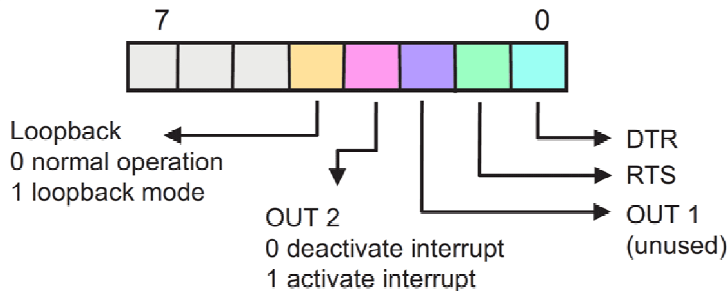 7 0
Loopback
0 normal operation
1 loopback mode
OUT 2
0 deactivate interrupt
1 activate interrupt
DTR
RTS
OUT 1
(unused)